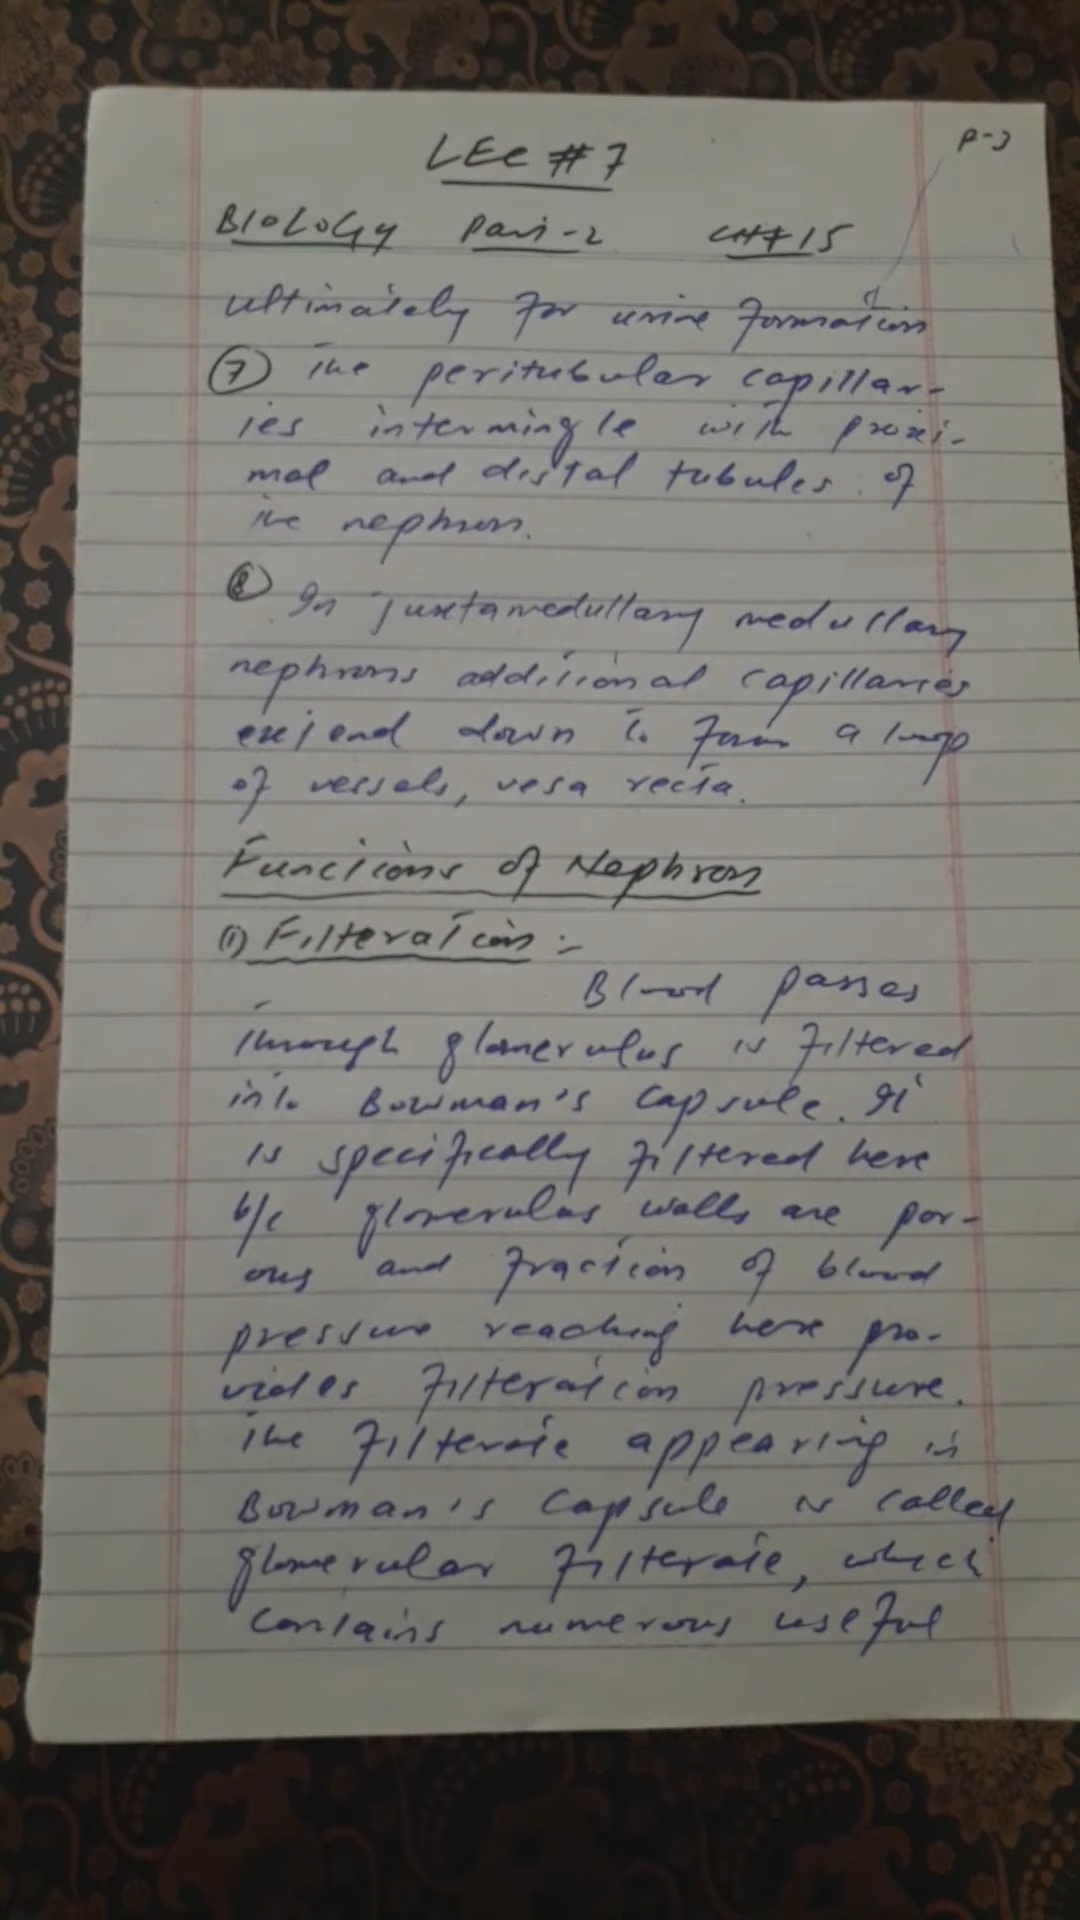 P-3
LEC # 7
BIOLOGY Part-2 CH#15
ultimately for urine formation
(7) The peritubular capillar-
ies intermingle with proxi-
mal and distal tubules of
the nephron.
(8) In juxtamedullary medullary
nephrons additional capillaries
extend down to form a loop
of vessels, vesa recta.
Functions of Nephron
(1) Filteration :-
Blood passes
through glomerulus is filtered
into Bowman's capsule. It
is specifically filtered here
b/c glomerulus walls are por-
ous and fraction of blood
pressure reaching here pro-
vides filteration pressure.
The filterate appearing in
Bowman's Capsule is called
glomerular filterate, which
contains numerous useful